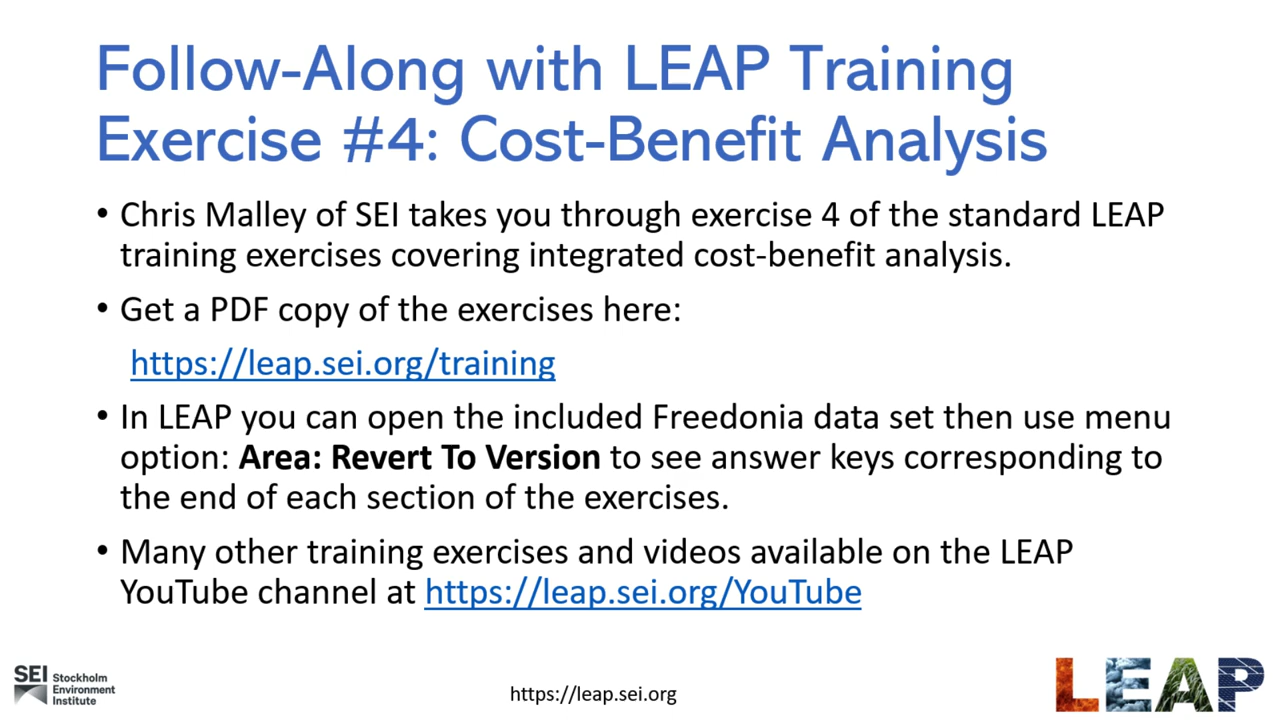 Follow-Along with LEAP Training
Exercise #4: Cost-Benefit Analysis
• Chris Malley of SEI takes you through exercise 4 of the standard LEAP
training exercises covering integrated cost-benefit analysis.
• Get a PDF copy of the exercises here:
https://leap.sei.org/training
• In LEAP you can open the included Freedonia data set then use menu
option: Area: Revert To Version to see answer keys corresponding to
the end of each section of the exercises.
• Many other training exercises and videos available on the LEAP
YouTube channel at https://leap.sei.org/YouTube
SEI Stockholm
Environment
Institute
https://leap.sei.org
LEAP